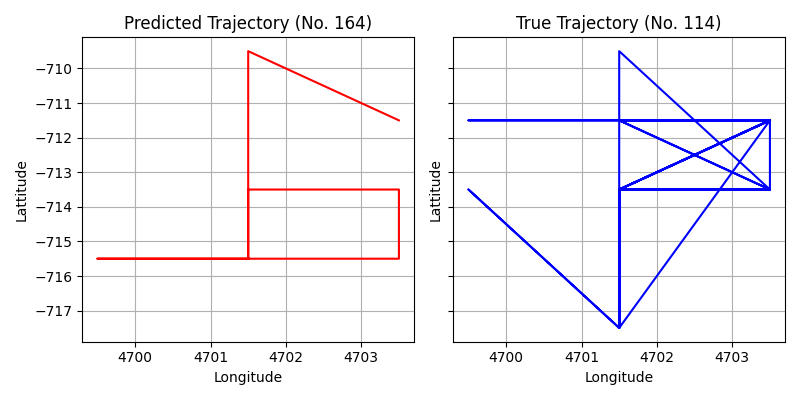 Predicted Trajectory (No. 164)
True Trajectory (No. 114)
Lattitude
−710
−711
−712
−713
−714
−715
−716
−717
4700
4701
4702
4703
Longitude
Lattitude
4700
4701
4702
4703
Longitude